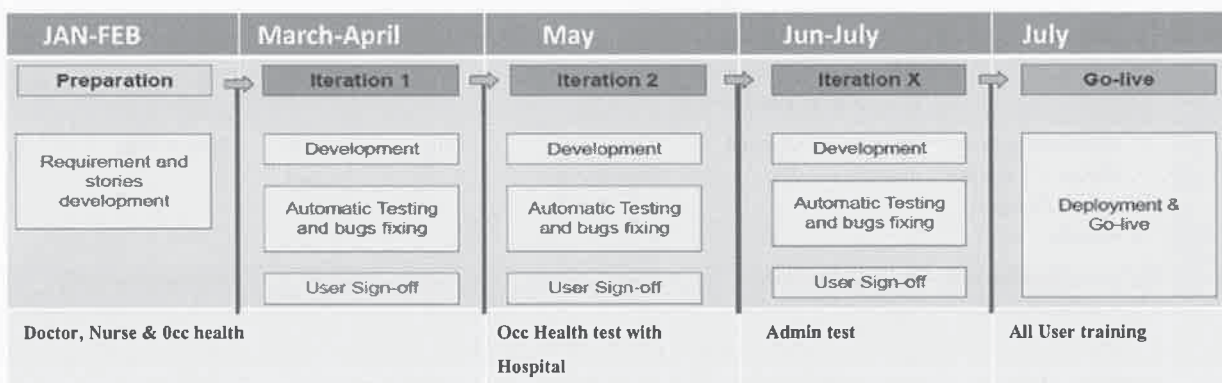 JAN-FEB
March-April
May
Jun-July
July
Preparation
Iteration 1
Iteration 2
Iteration X
Go-live
Requirement and
stories
development
Development
Automatic Testing
and bugs fixing
User Sign-off
Development
Automatic Testing
and bugs fixing
User Sign-off
Development
Automatic Testing
and bugs fixing
User Sign-off
Deployment &
Go-live
Doctor, Nurse & 0cc health
Occ Health test with
Hospital
Admin test
All User training